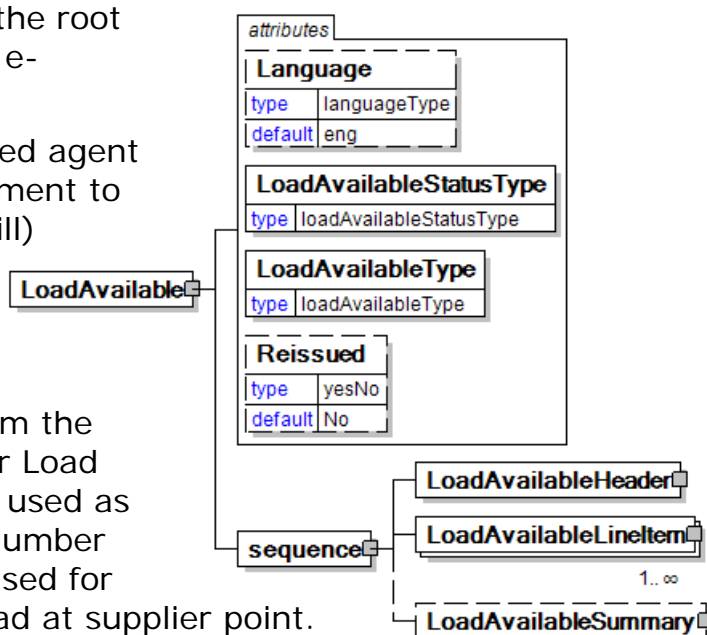 the root
e-
ed agent
ment to
ill)
m the
r Load
used as
umber
sed for
ad at supplier point.
LoadAvailable
attributes
Language
type languageType
default eng
LoadAvailableStatusType
type loadAvailableStatusType
LoadAvailableType
type loadAvailableType
Reissued
type yesNo
default No
sequence
LoadAvailableHeader
LoadAvailableLineItem
1.. ∞
LoadAvailableSummary